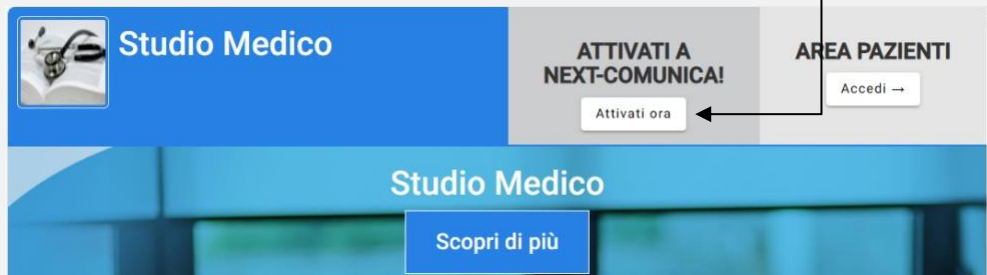 Studio Medico
ATTIVATI A
NEXT-COMUNICA!
Attivati ora
AREA PAZIENTI
Accedi →
Studio Medico
Scopri di più